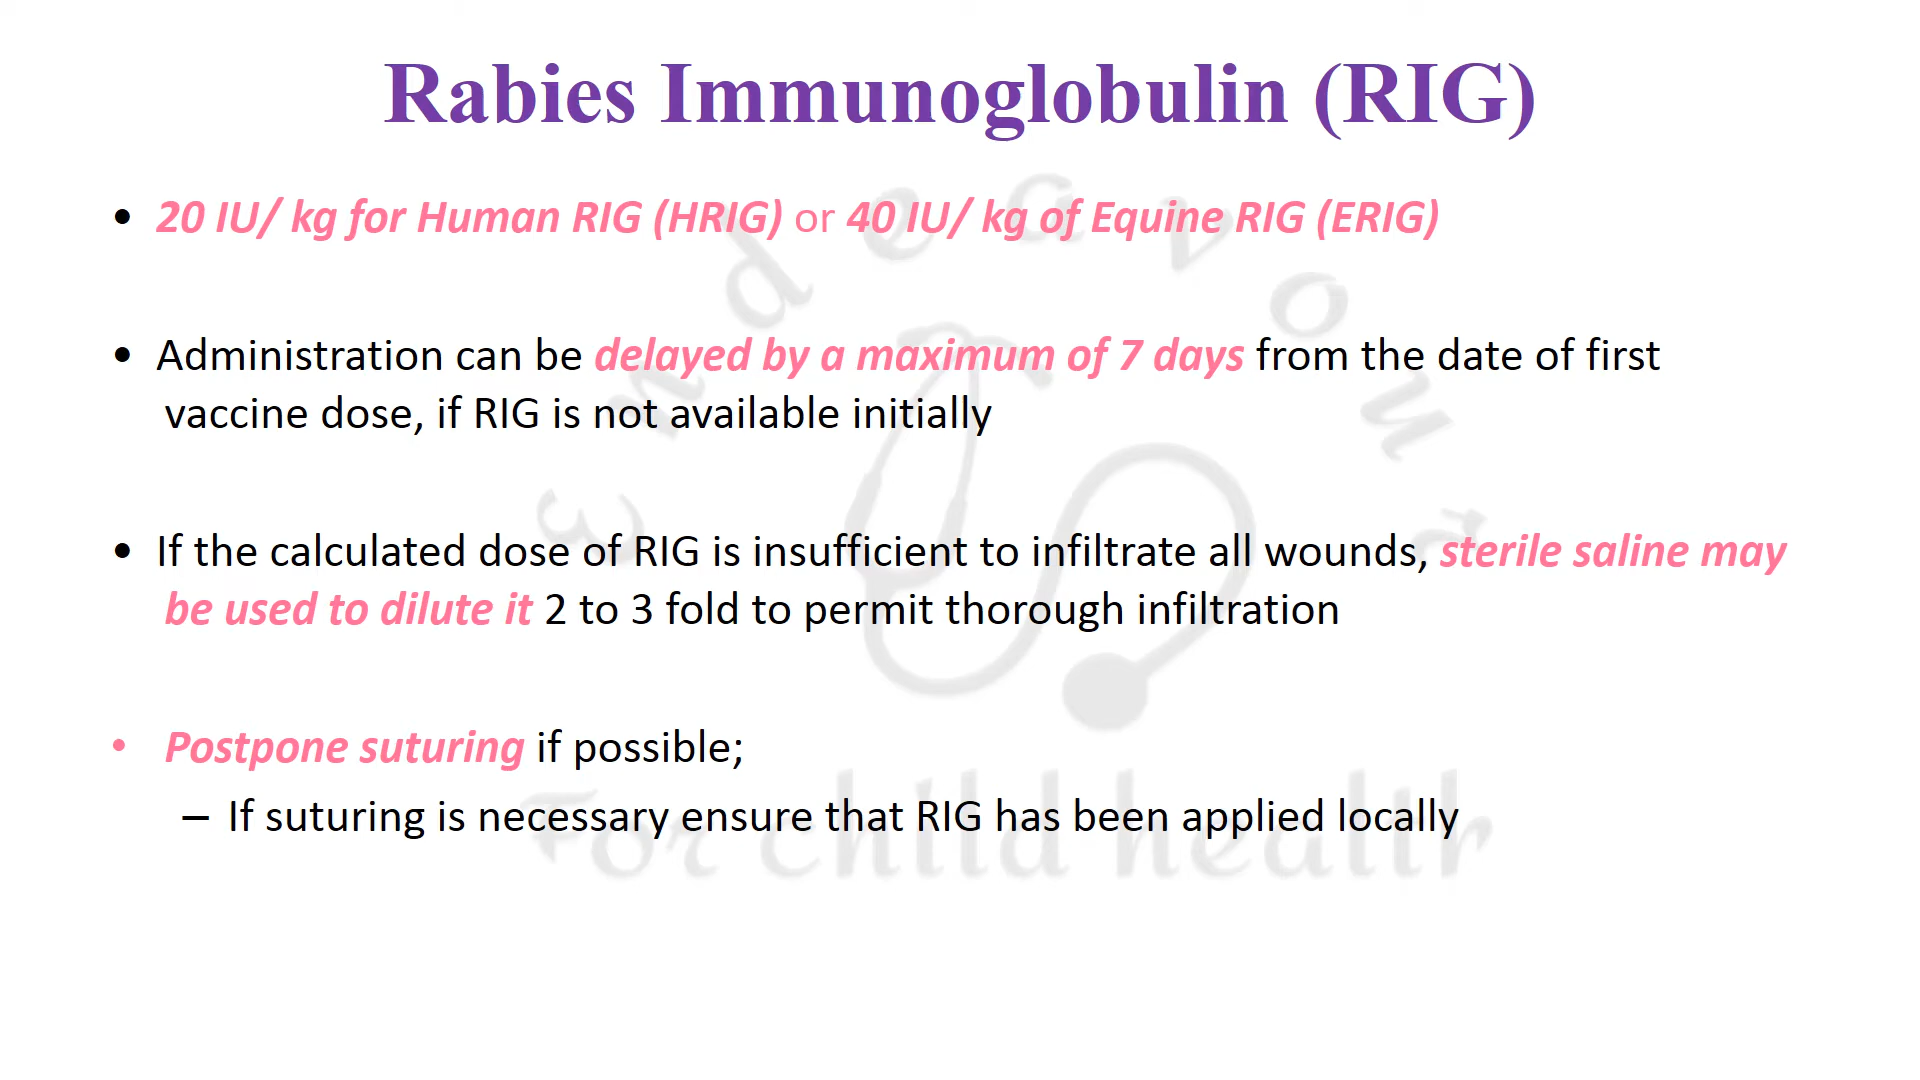 Rabies Immunoglobulin (RIG)
• 20 IU/ kg for Human RIG (HRIG) or 40 IU/ kg of Equine RIG (ERIG)
• Administration can be delayed by a maximum of 7 days from the date of first
vaccine dose, if RIG is not available initially
• If the calculated dose of RIG is insufficient to infiltrate all wounds, sterile saline may
be used to dilute it 2 to 3 fold to permit thorough infiltration
• Postpone suturing if possible;
– If suturing is necessary ensure that RIG has been applied locally
Endeavour
For child health